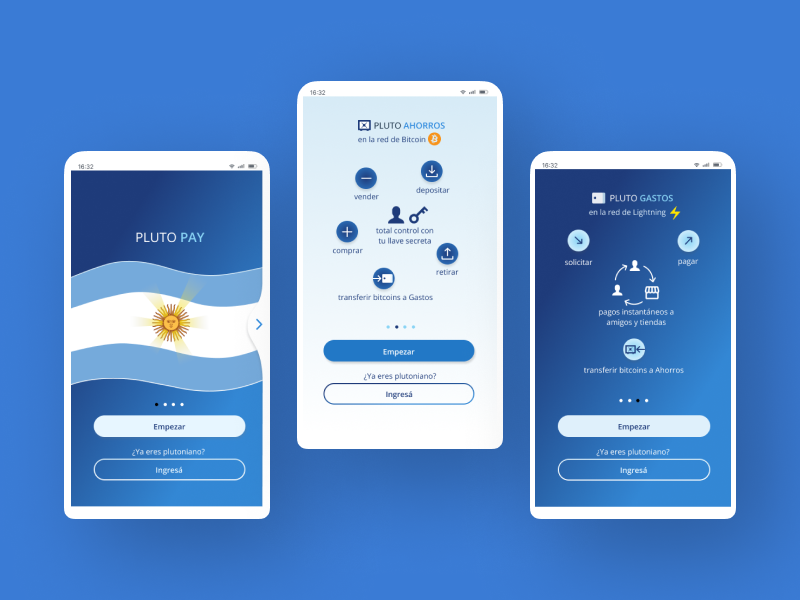 16:32
PLUTO PAY
Empezar
¿Ya eres plutoniano?
Ingresá
16:32
PLUTO AHORROS
en la red de Bitcoin
vender
depositar
comprar
total control con
tu llave secreta
retirar
transferir bitcoins a Gastos
Empezar
¿Ya eres plutoniano?
Ingresá
16:32
PLUTO GASTOS
en la red de Lightning
solicitar
pagar
pagos instantáneos a
amigos y tiendas
transferir bitcoins a Ahorros
Empezar
¿Ya eres plutoniano?
Ingresá